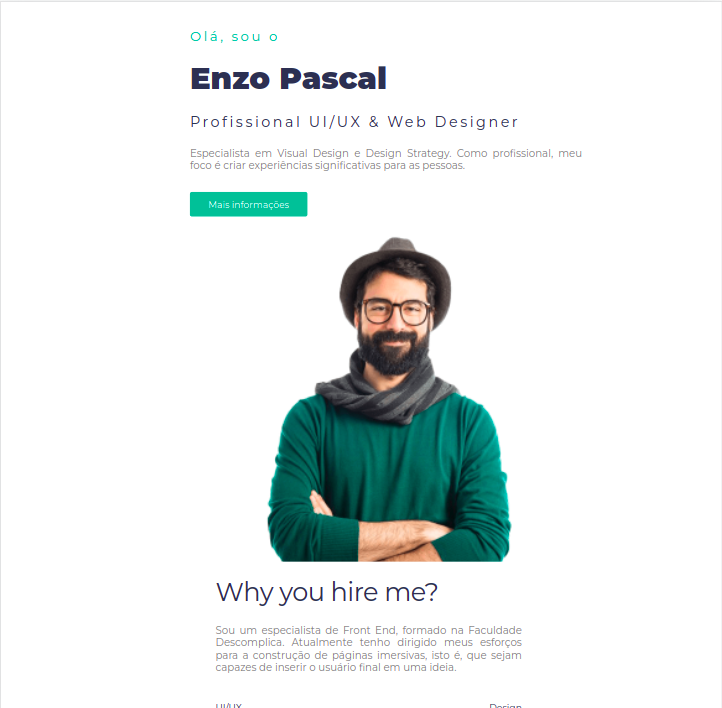 Olá, sou o
Enzo Pascal
Profissional UI/UX & Web Designer
Especialista em Visual Design e Design Strategy. Como profissional, meu
foco é criar experiências significativas para as pessoas.
Mais informações
Why you hire me?
Sou um especialista de Front End, formado na Faculdade
Descomplica. Atualmente tenho dirigido meus esforços
para a construção de páginas imersivas, isto é, que sejam
capazes de inserir o usuário final em uma ideia.
UI/UX Design